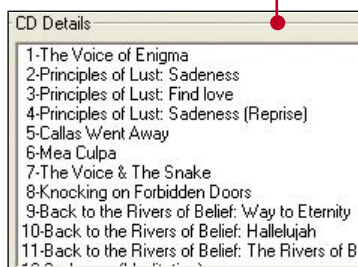 CD Details
1-The Voice of Enigma
2-Principles of Lust: Sadeness
3-Principles of Lust: Find love
4-Principles of Lust: Sadeness (Reprise)
5-Callas Went Away
6-Mea Culpa
7-The Voice & The Snake
8-Knocking on Forbidden Doors
9-Back to the Rivers of Belief: Way to Eternity
10-Back to the Rivers of Belief: Hallelujah
11-Back to the Rivers of Belief: The Rivers of B